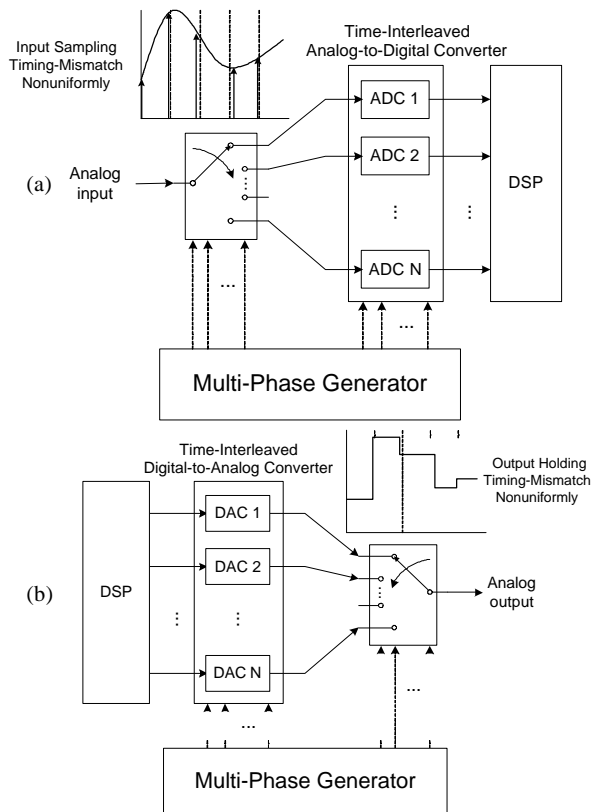 Input Sampling
Timing-Mismatch
Nonuniformly
Time-Interleaved
Analog-to-Digital Converter
(a)
Analog
input
ADC 1
ADC 2
ADC N
DSP
...
...
...
...
Multi-Phase Generator
Time-Interleaved
Digital-to-Analog Converter
Output Holding
Timing-Mismatch
Nonuniformly
(b)
DSP
DAC 1
DAC 2
DAC N
Analog
output
...
...
...
...
Multi-Phase Generator